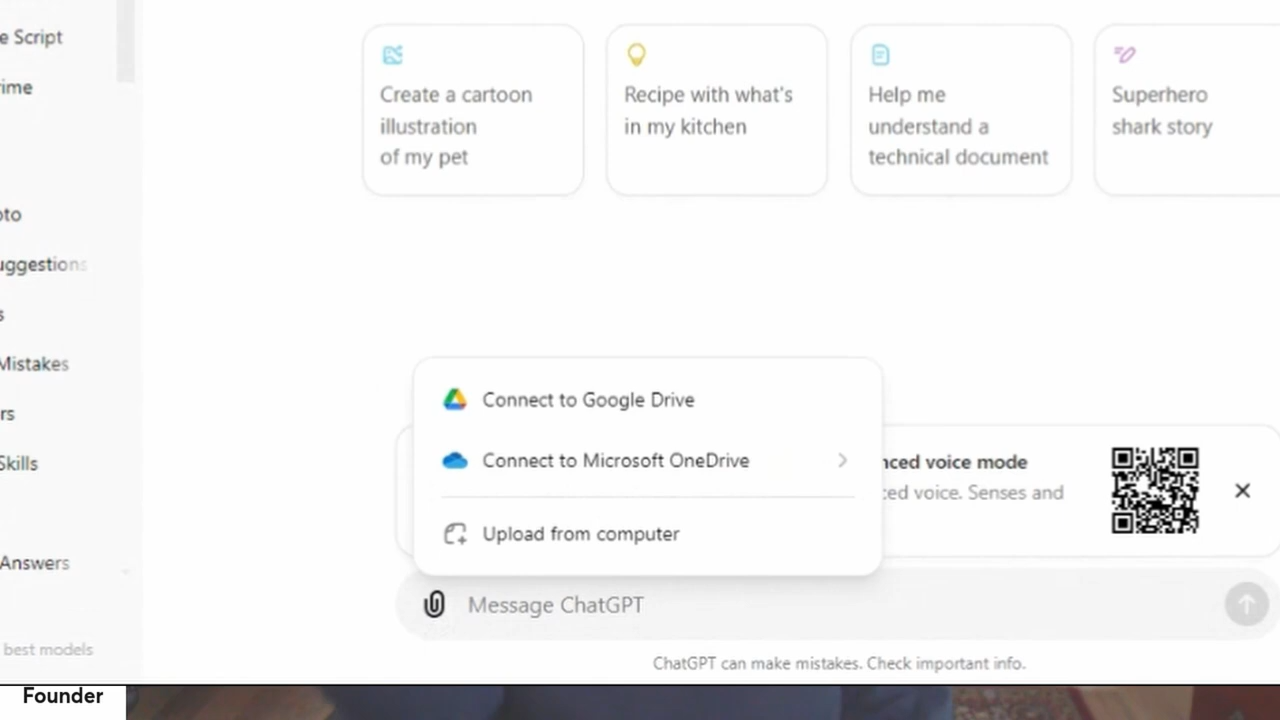 e Script
ime
oto
uggestions
s
Mistakes
rs
Skills
Answers
best models
Create a cartoon
illustration
of my pet
Recipe with what's
in my kitchen
Help me
understand a
technical document
Superhero
shark story
Connect to Google Drive
Connect to Microsoft OneDrive
Upload from computer
nced voice mode
ced voice. Senses and
Message ChatGPT
ChatGPT can make mistakes. Check important info.
Founder